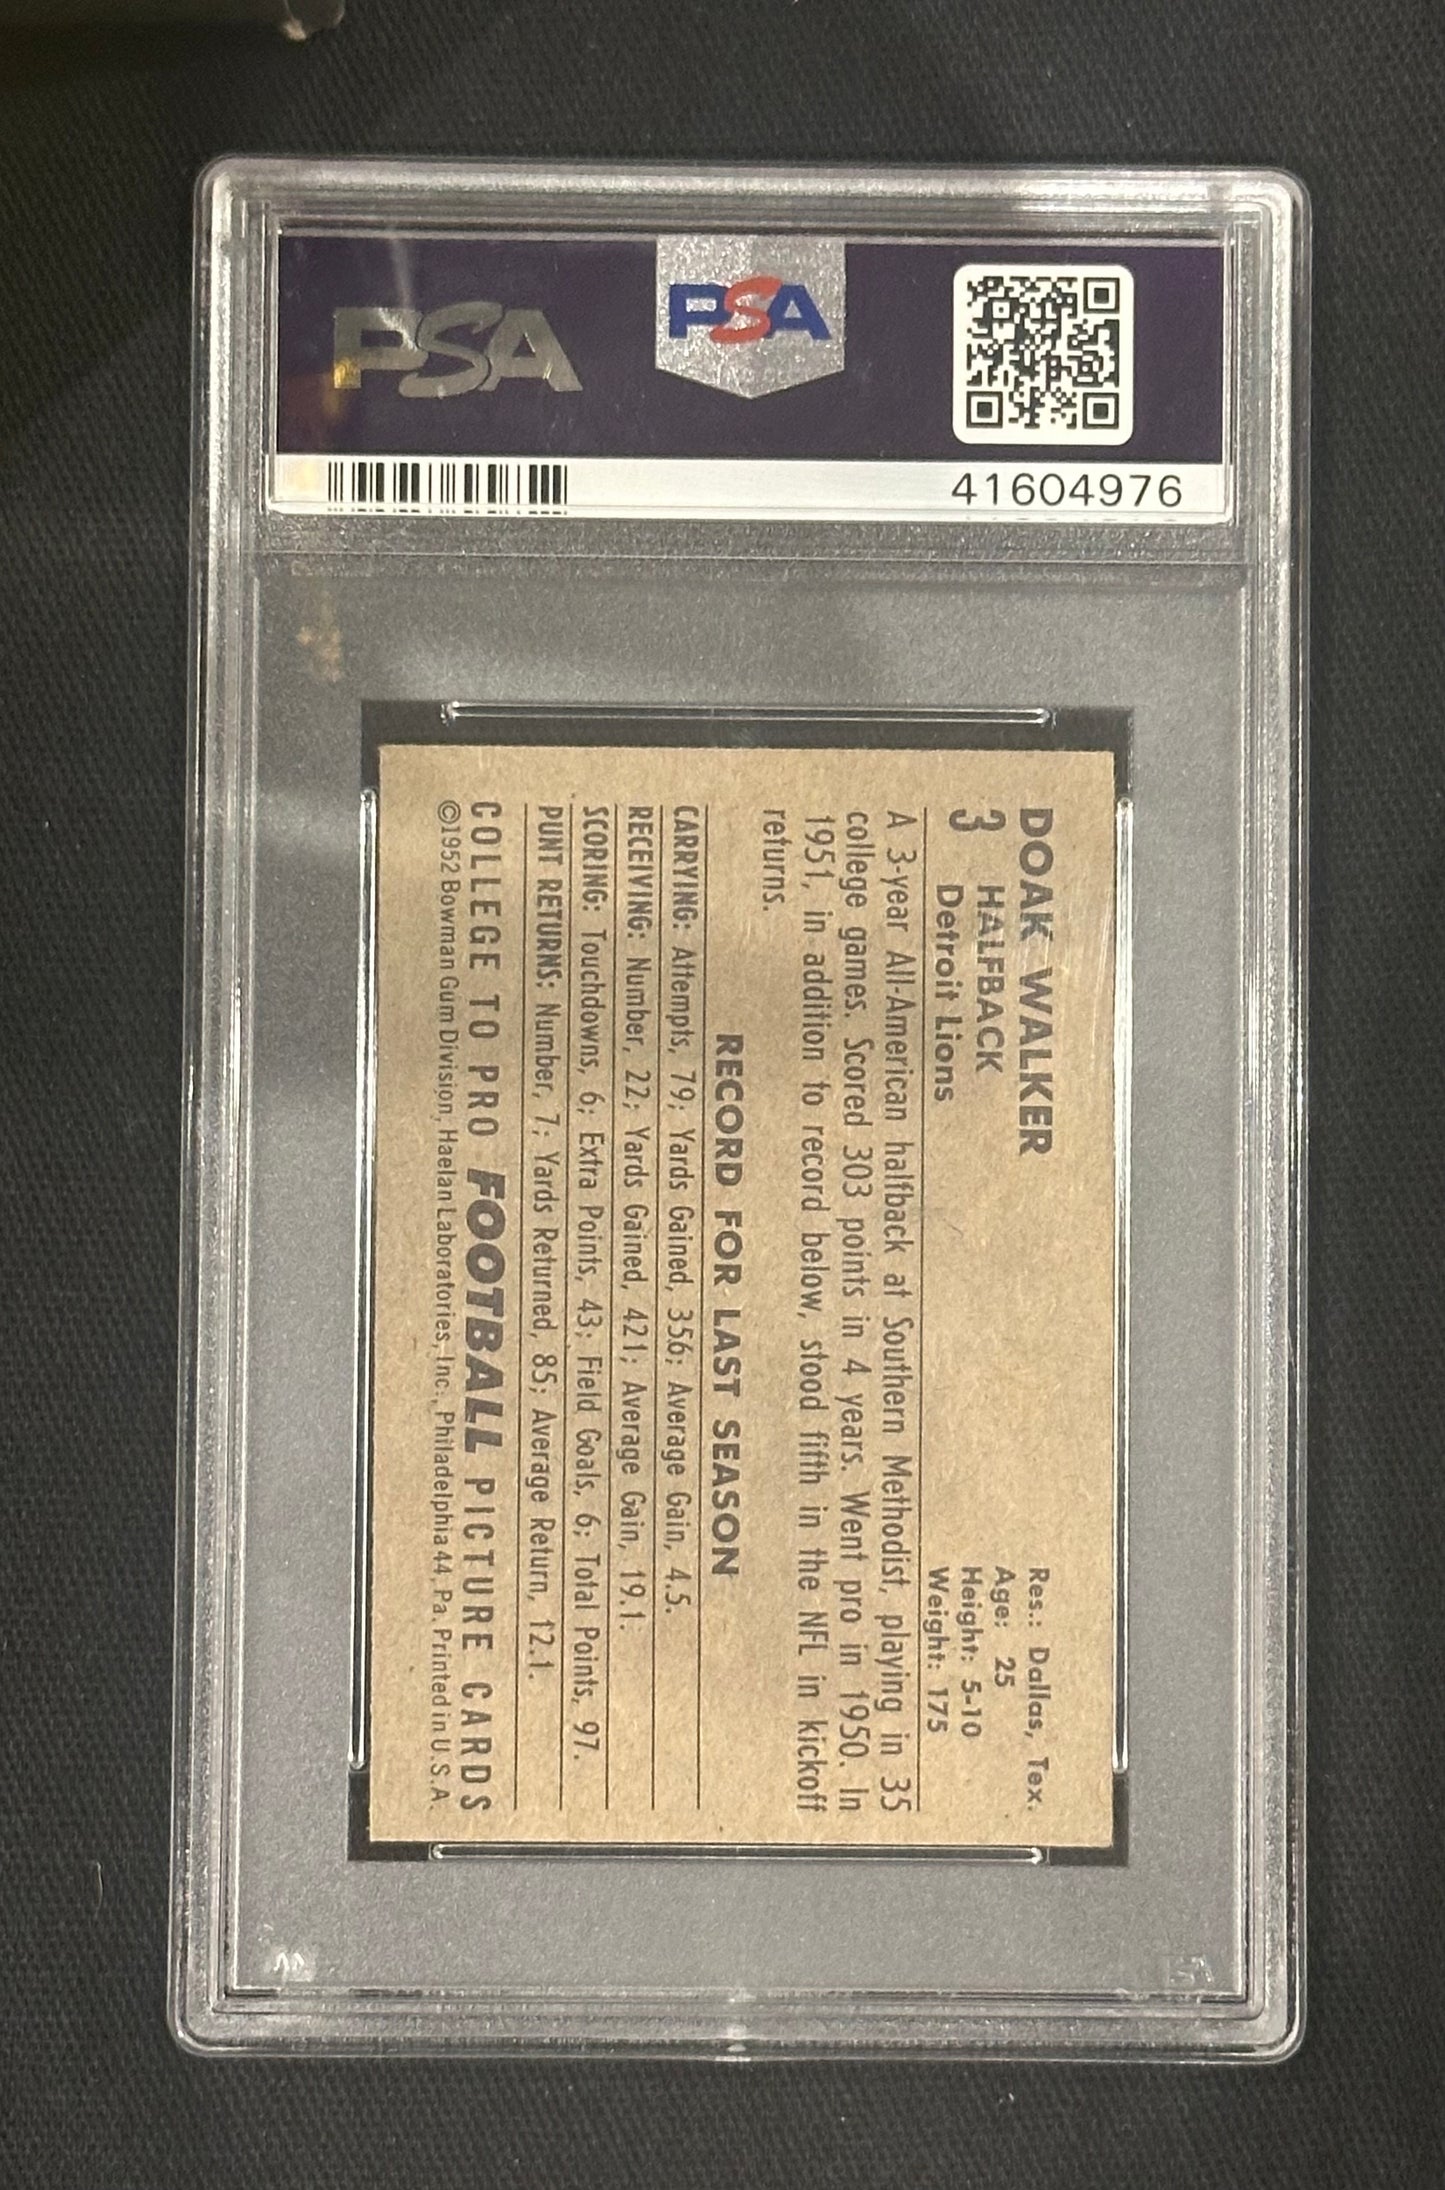 PSA
PSA
41604976
DOAK WALKER
3 HALFBACK
Detroit Lions
Res.: Dallas, Tex.
Age: 25
Height: 5-10
Weight: 175
A 3-year All-American halfback at Southern Methodist, playing in 35
college games. Scored 303 points in 4 years. Went pro in 1950. In
1951, in addition to record below, stood fifth in the NFL in kickoff
returns.
RECORD FOR LAST SEASON
CARRYING: Attempts, 79; Yards Gained, 356; Average Gain, 4.5.
RECEIVING: Number, 22; Yards Gained, 421; Average Gain, 19.1.
SCORING: Touchdowns, 6; Extra Points, 43; Field Goals, 6; Total Points, 97.
PUNT RETURNS: Number, 7; Yards Returned, 85; Average Return, 12.1.
COLLEGE TO PRO FOOTBALL PICTURE CARDS
©1952 Bowman Gum Division, Haelan Laboratories, Inc., Philadelphia 44, Pa. Printed in U.S.A.